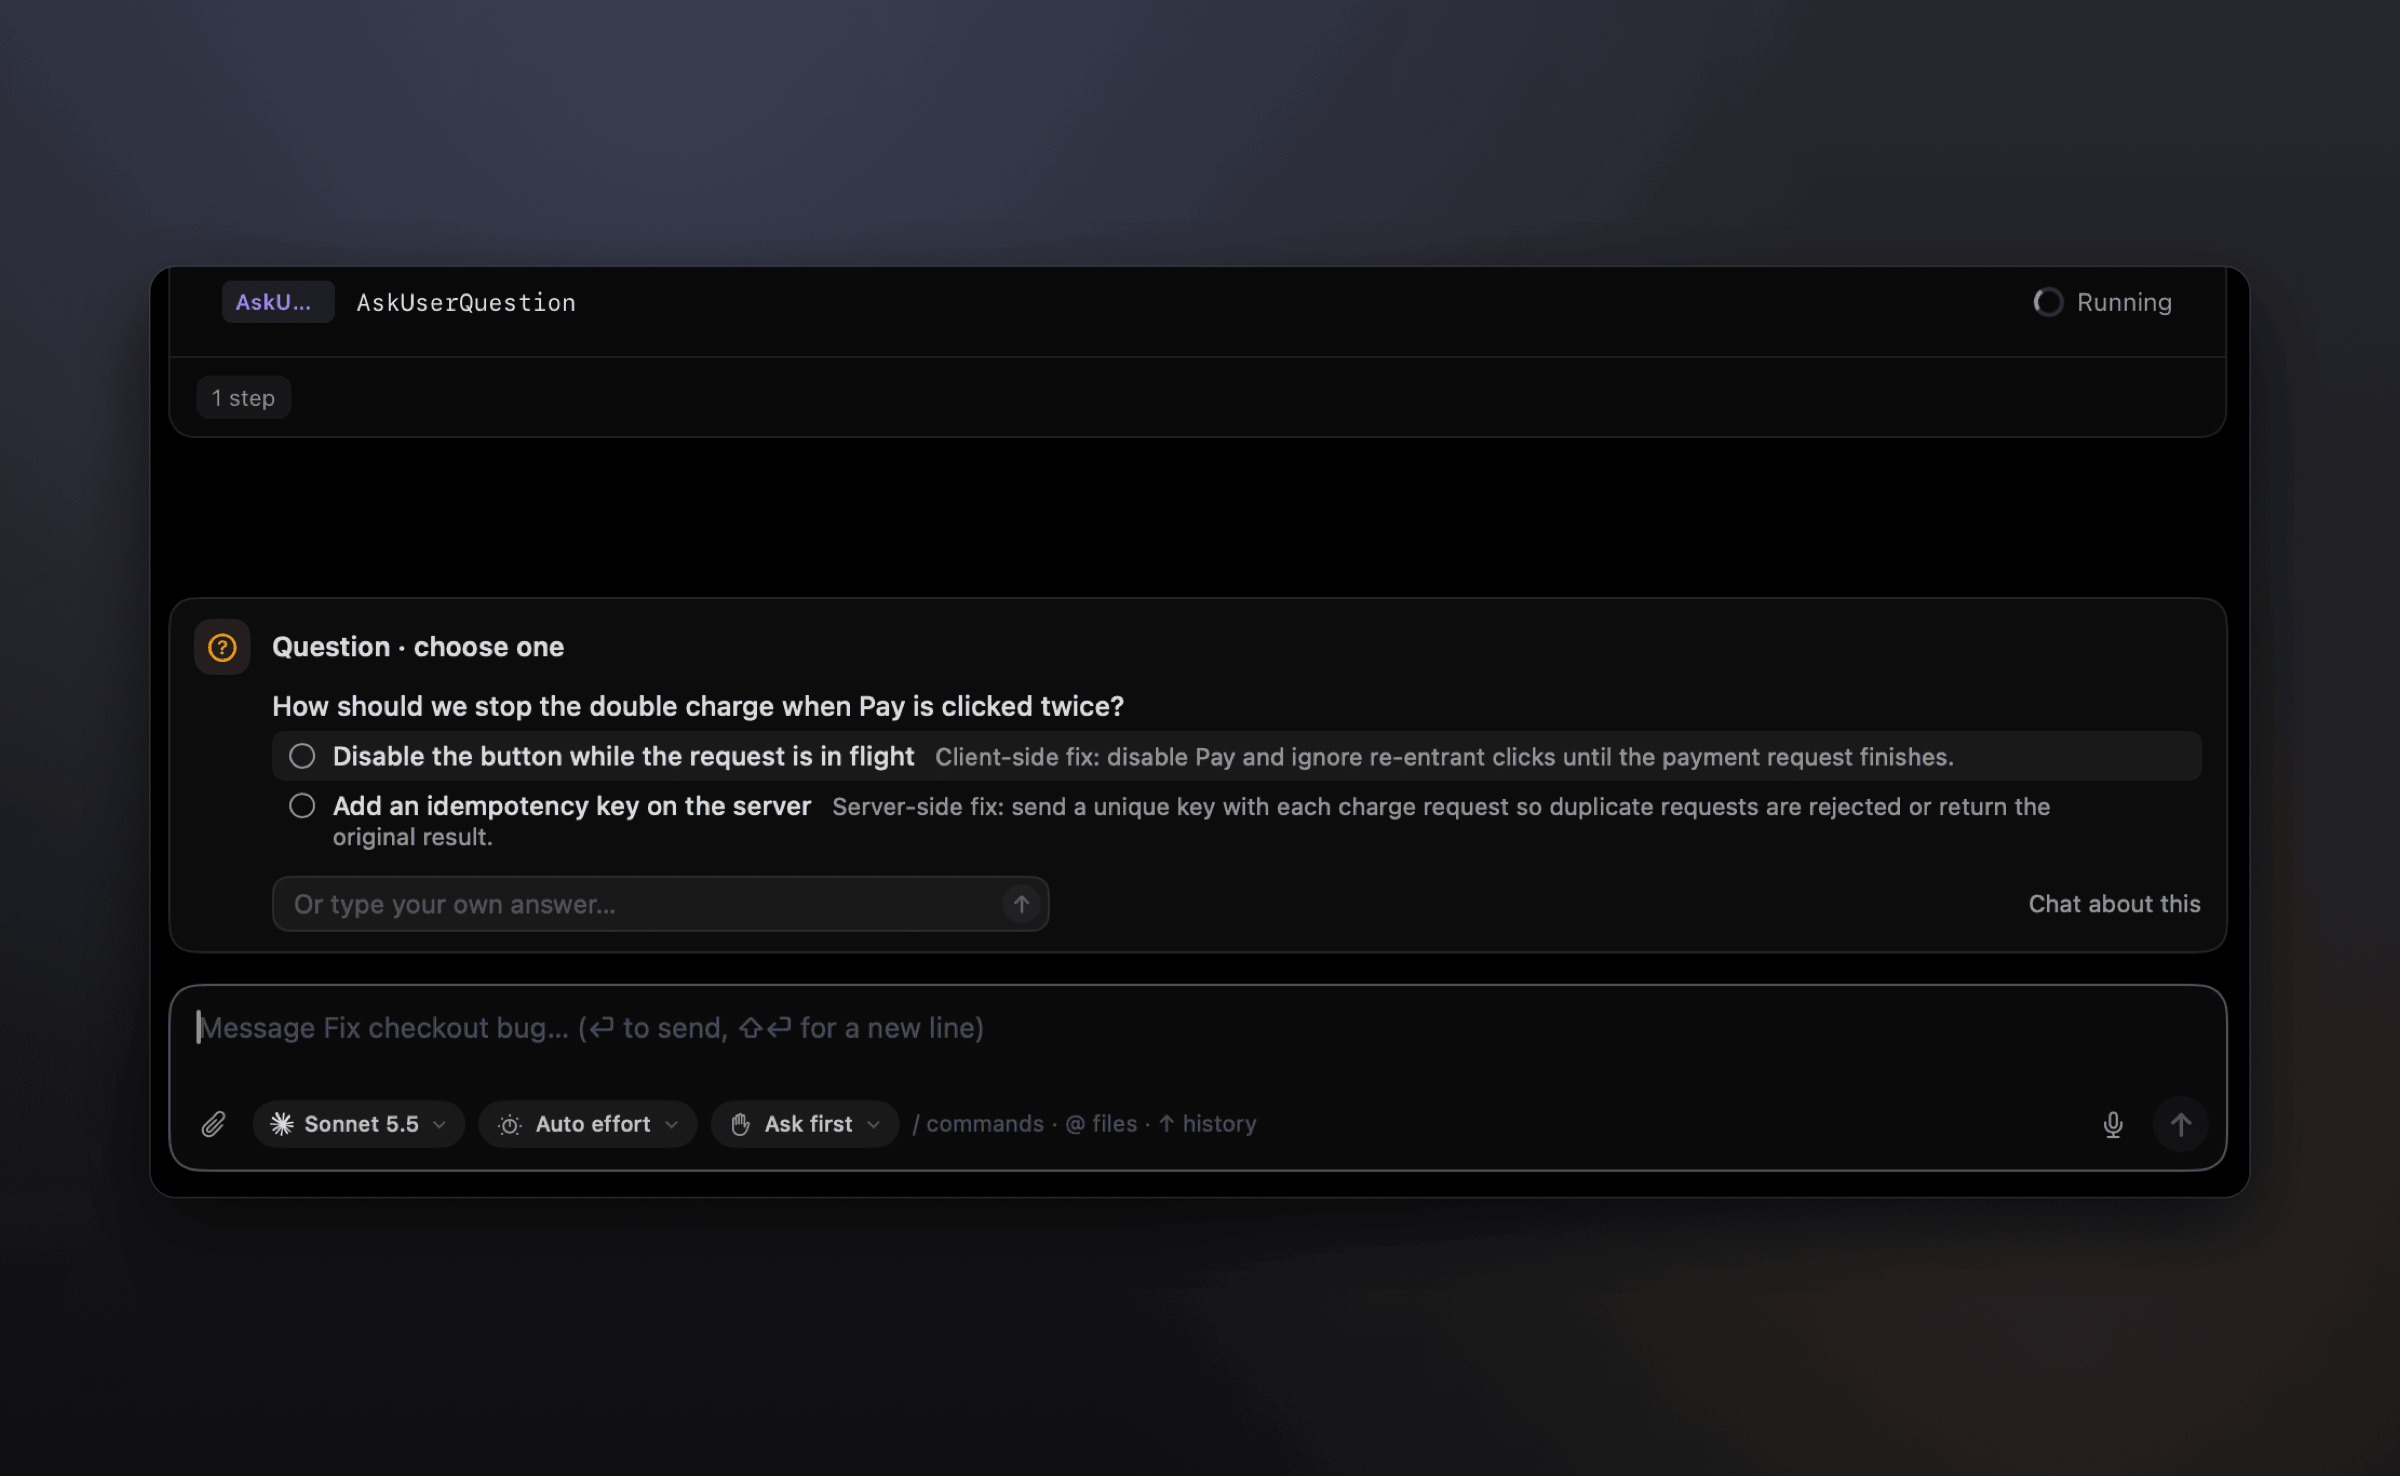 AskU... AskUserQuestion Running
1 step
Question · choose one
How should we stop the double charge when Pay is clicked twice?
Disable the button while the request is in flight Client-side fix: disable Pay and ignore re-entrant clicks until the payment request finishes.
Add an idempotency key on the server Server-side fix: send a unique key with each charge request so duplicate requests are rejected or return the
original result.
Or type your own answer... Chat about this
Message Fix checkout bug... (⏎ to send, ⇧⏎ for a new line)
Sonnet 5.5 Auto effort Ask first / commands · @ files · ↑ history